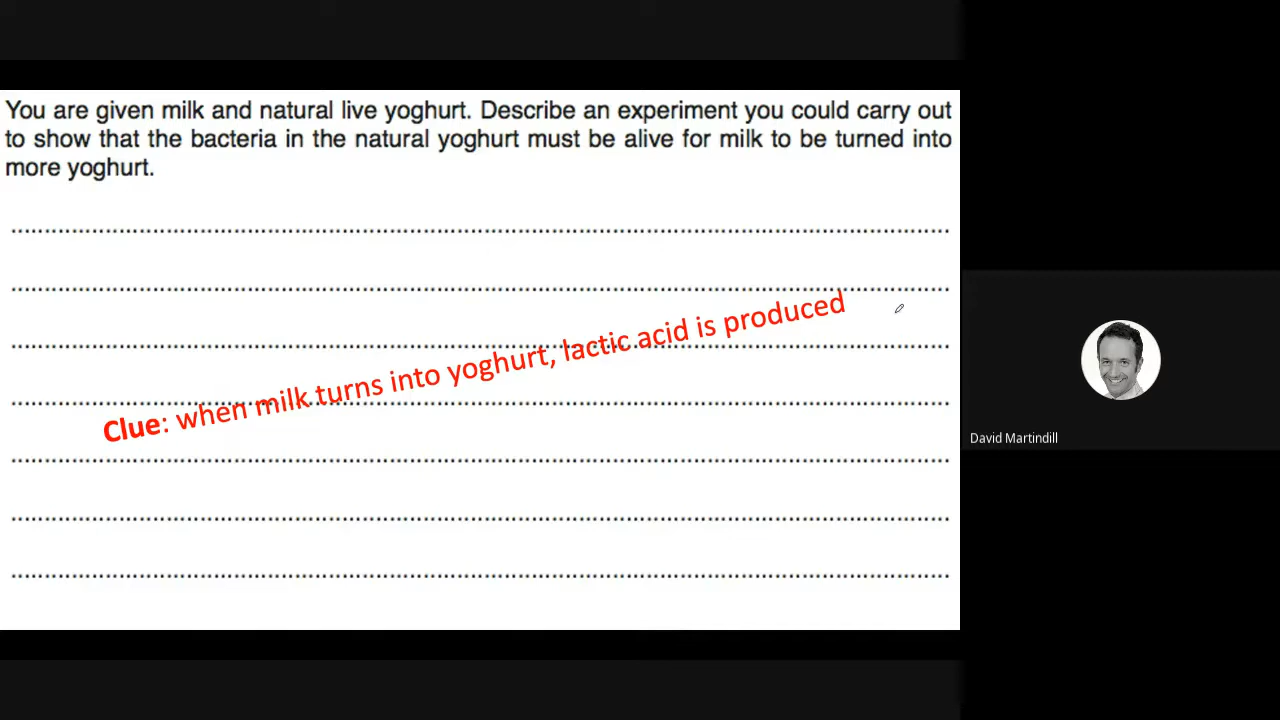 You are given milk and natural live yoghurt. Describe an experiment you could carry out
to show that the bacteria in the natural yoghurt must be alive for milk to be turned into
more yoghurt.
Clue: when milk turns into yoghurt, lactic acid is produced
David Martindill